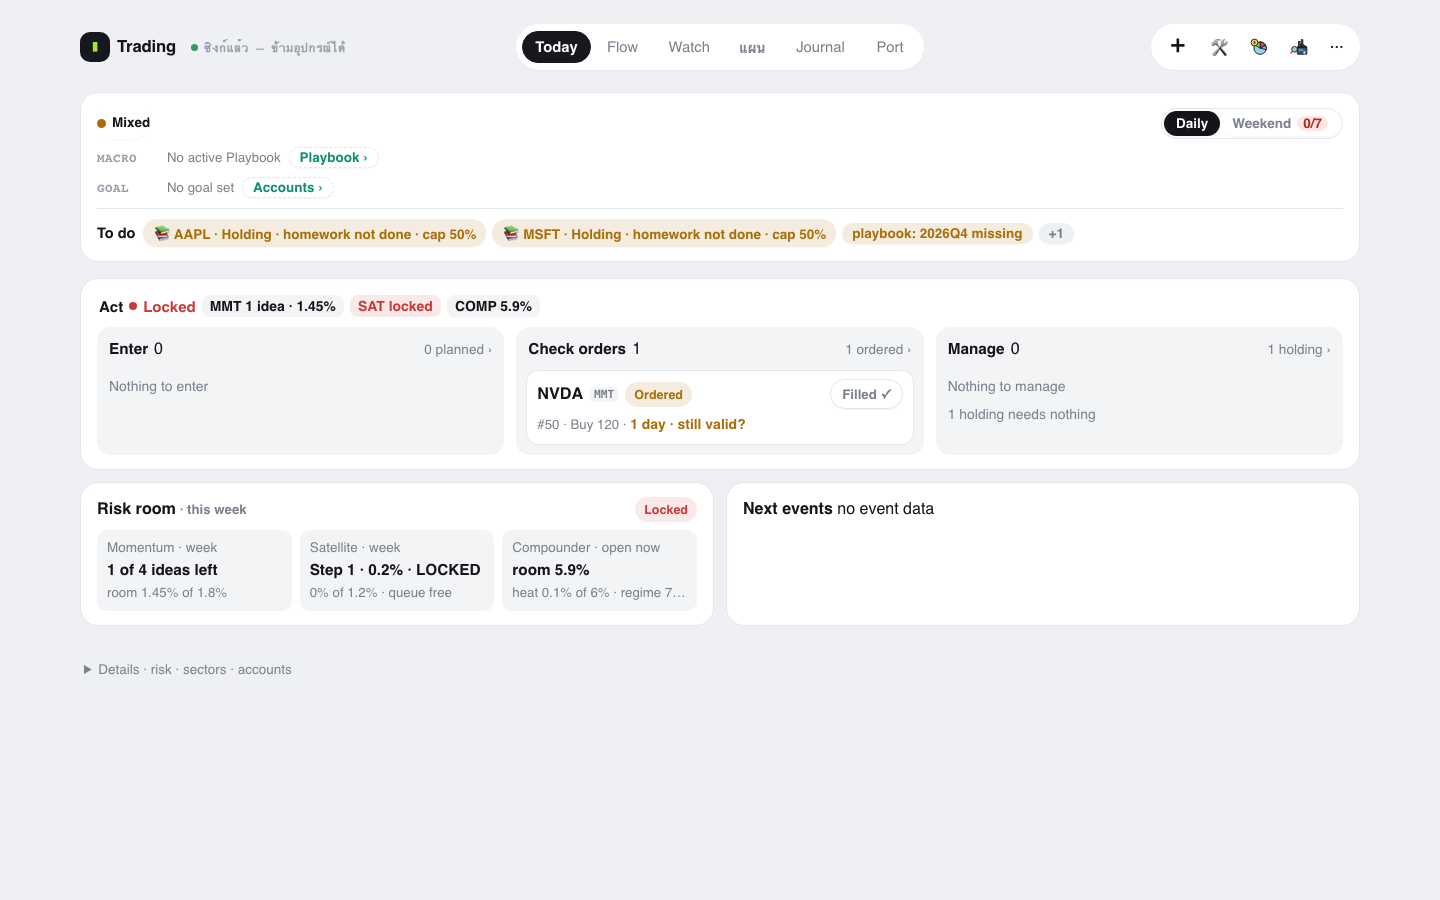 Trading ซิงก์แล้ว — ข้ามอุปกรณ์ได้
Today Flow Watch แผน Journal Port
+ ···
Mixed
Daily Weekend 0/7
MACRO No active Playbook Playbook ›
GOAL No goal set Accounts ›
To do AAPL · Holding · homework not done · cap 50% MSFT · Holding · homework not done · cap 50% playbook: 2026Q4 missing +1
Act Locked MMT 1 idea · 1.45% SAT locked COMP 5.9%
Enter 0 0 planned ›
Nothing to enter
Check orders 1 1 ordered ›
NVDA MMT Ordered Filled ✓
#50 · Buy 120 · 1 day · still valid?
Manage 0 1 holding ›
Nothing to manage
1 holding needs nothing
Risk room · this week Locked
Momentum · week
1 of 4 ideas left
room 1.45% of 1.8%
Satellite · week
Step 1 · 0.2% · LOCKED
0% of 1.2% · queue free
Compounder · open now
room 5.9%
heat 0.1% of 6% · regime 7…
Next events no event data
▶ Details · risk · sectors · accounts